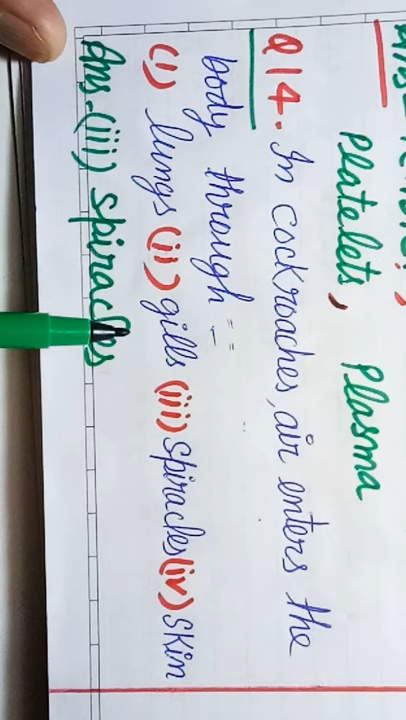 Platelets, Plasma
Q14. In cockroaches, air enters the
body through :-
(i) lungs (ii) gills (iii) Spiracles (iv) Skin
Ans-(iii) Spiracles